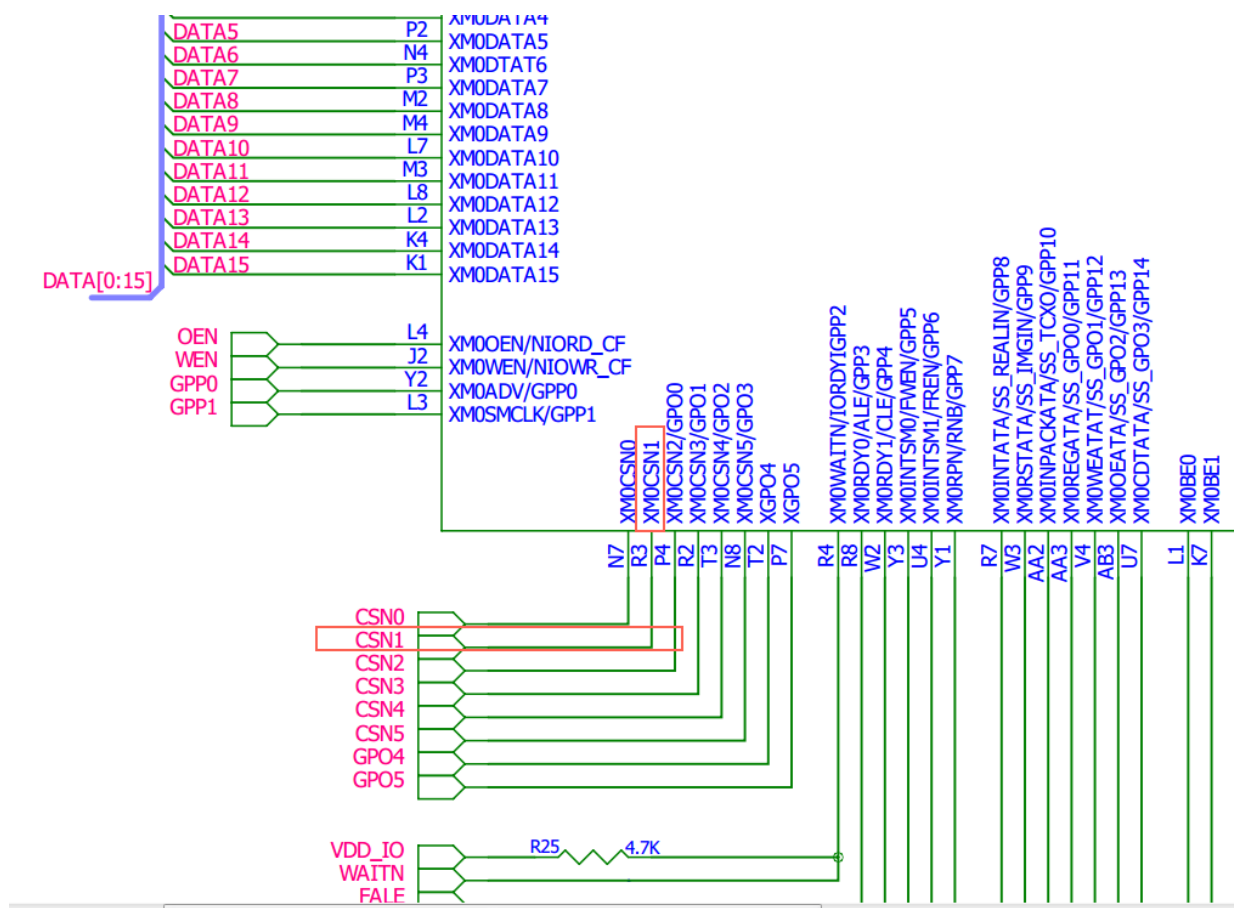 XM0DATA4
DATA5 P2 XM0DATA5
DATA6 N4 XM0DTAT6
DATA7 P3 XM0DATA7
DATA8 M2 XM0DATA8
DATA9 M4 XM0DATA9
DATA10 L7 XM0DATA10
DATA11 M3 XM0DATA11
DATA12 L8 XM0DATA12
DATA13 L2 XM0DATA13
DATA14 K4 XM0DATA14
DATA15 K1 XM0DATA15
DATA[0:15]
OEN L4 XM0OEN/NIORD_CF
WEN J2 XM0WEN/NIOWR_CF
GPP0 Y2 XM0ADV/GPP0
GPP1 L3 XM0SMCLK/GPP1
XM0CSN0
XM0CSN1
XM0CSN2/GPO0
XM0CSN3/GPO1
XM0CSN4/GPO2
XM0CSN5/GPO3
XGPO4
XGPO5
XM0WAITN/IORDYIGPP2
XM0RDY0/ALE/GPP3
XM0RDY1/CLE/GPP4
XM0INTSM0/FWEN/GPP5
XM0INTSM1/FREN/GPP6
XM0RPN/RNB/GPP7
XM0INTATA/SS_REALIN/GPP8
XM0RSTATA/SS_IMGIN/GPP9
XM0INPACKATA/SS_TCXO/GPP10
XM0REGATA/SS_GPO0/GPP11
XM0WEATAT/SS_GPO1/GPP12
XM0OEATA/SS_GPO2/GPP13
XM0CDTATA/SS_GPO3/GPP14
XM0BE0
XM0BE1
N7 R3 P4 R2 T3 N8 T2 P7 R4 R8 W2 Y3 U4 Y1 R7 W3 AA2 AA3 V4 AB3 U7 L1 K7
CSN0
CSN1
CSN2
CSN3
CSN4
CSN5
GPO4
GPO5
VDD_IO R25 4.7K
WAITN
FALE